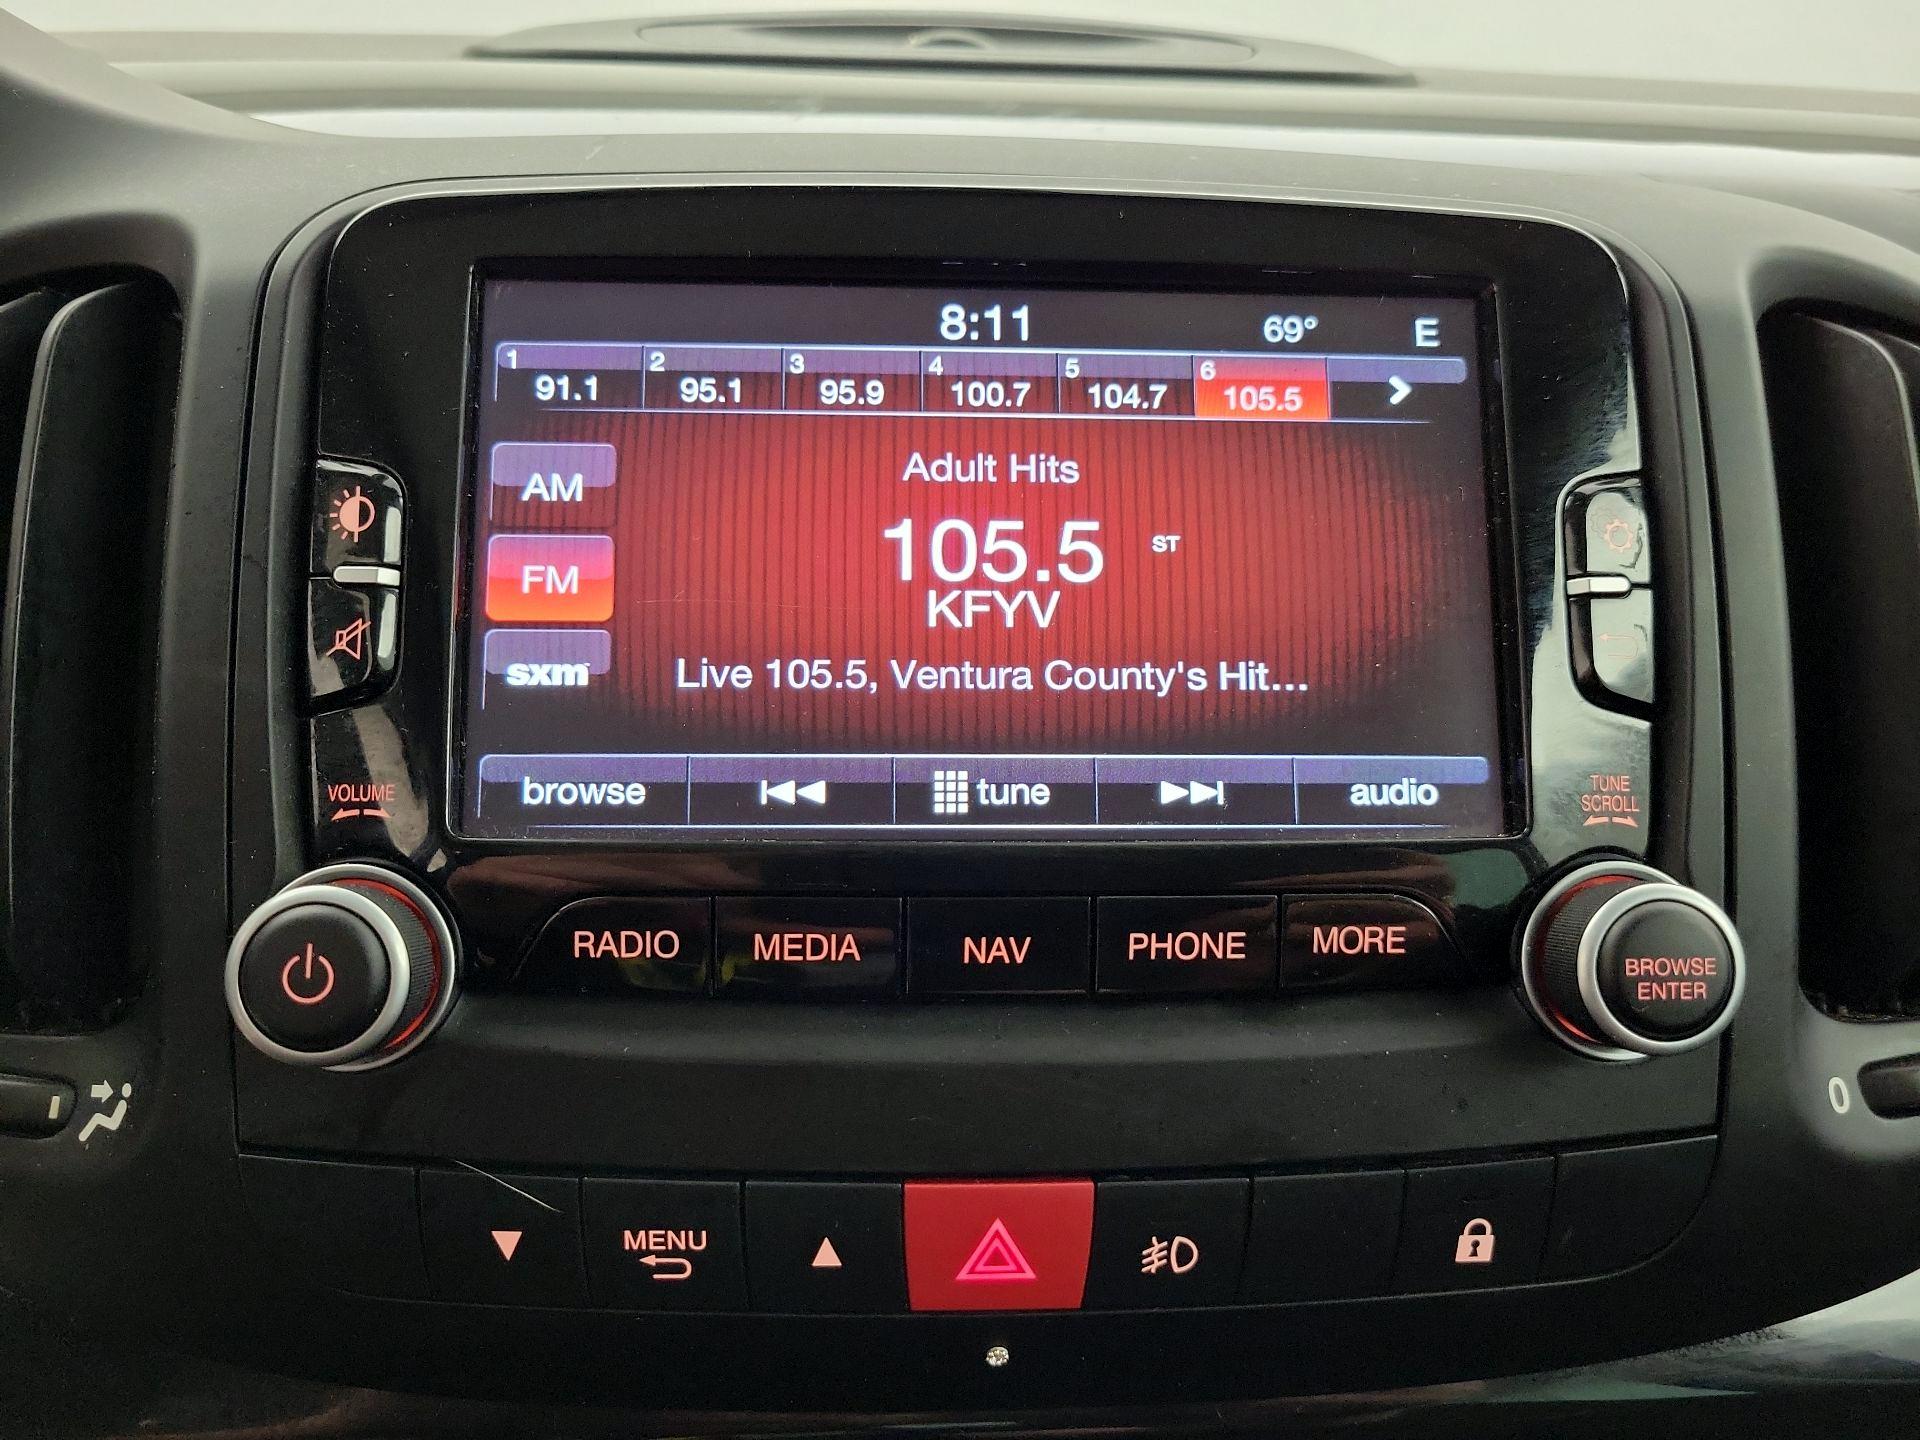 8:11 69° E
1 91.1 2 95.1 3 95.9 4 100.7 5 104.7 6 105.5
AM
FM
sxm
Adult Hits
105.5 ST
KFYV
Live 105.5, Ventura County's Hit...
browse tune audio
VOLUME
TUNE
SCROLL
RADIO MEDIA NAV PHONE MORE
BROWSE
ENTER
0
MENU